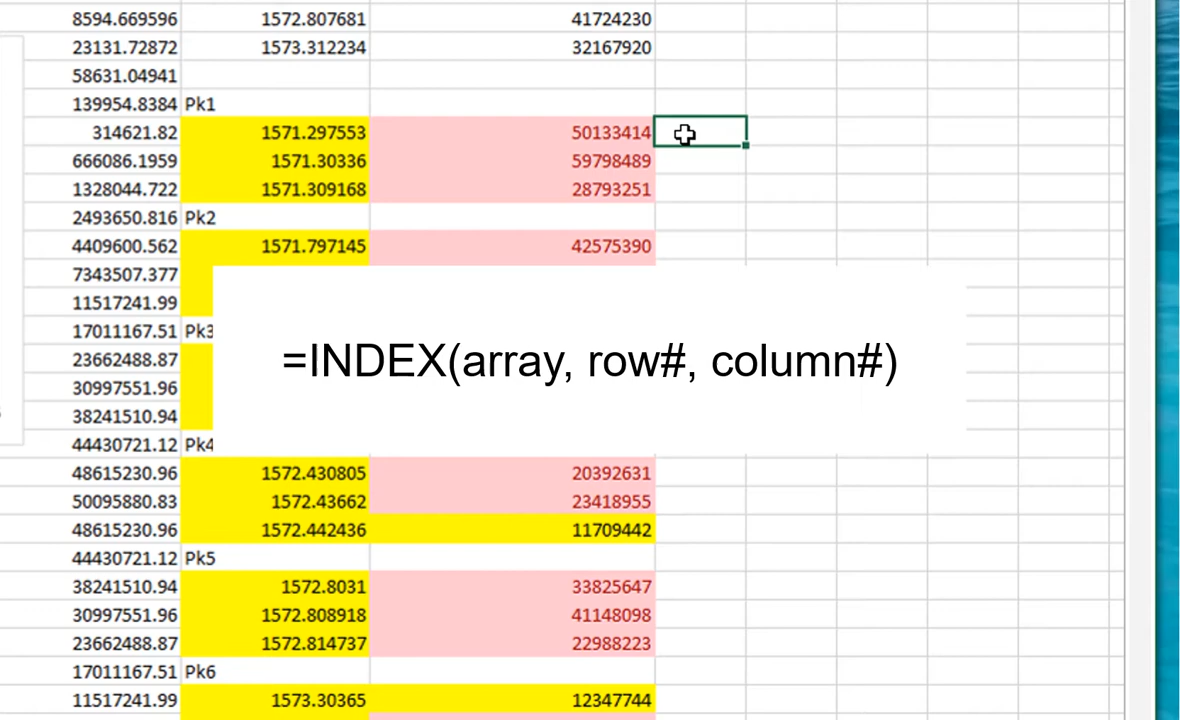 8594.669596 1572.807681 41724230
23131.72872 1573.312234 32167920
58631.04941
139954.8384 Pk1
314621.82 1571.297553 50133414
666086.1959 1571.30336 59798489
1328044.722 1571.309168 28793251
2493650.816 Pk2
4409600.562 1571.797145 42575390
7343507.377
11517241.99
17011167.51 Pk3
23662488.87
=INDEX(array, row#, column#)
30997551.96
38241510.94
44430721.12 Pk4
48615230.96 1572.430805 20392631
50095880.83 1572.43662 23418955
48615230.96 1572.442436 11709442
44430721.12 Pk5
38241510.94 1572.8031 33825647
30997551.96 1572.808918 41148098
23662488.87 1572.814737 22988223
17011167.51 Pk6
11517241.99 1573.30365 12347744